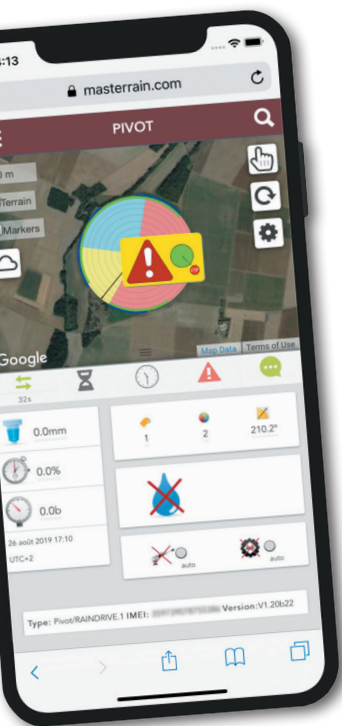 :13
masterrain.com
PIVOT
0 m
Terrain
Markers
Google
Map Data
Terms of Use
32s
0.0mm
1
2
210.2°
0.0%
0.0b
26 août 2019 17:10
UTC+2
auto
auto
Type: Pivot/RAINDRIVE.1 IMEI:
Version:V1.20b22